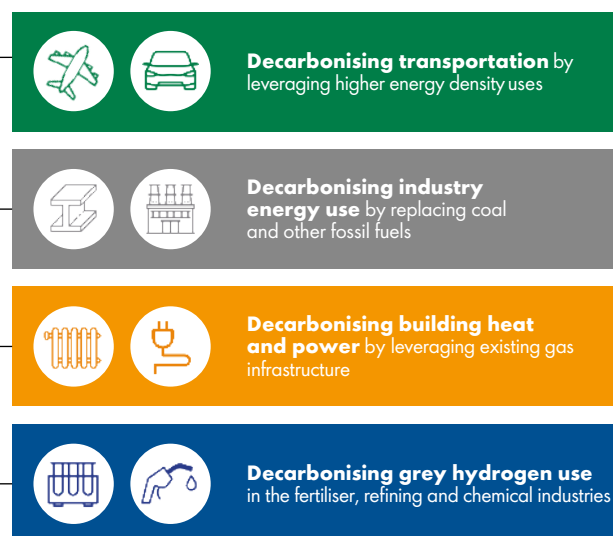 Decarbonising transportation by
leveraging higher energy density uses
Decarbonising industry
energy use by replacing coal
and other fossil fuels
Decarbonising building heat
and power by leveraging existing gas
infrastructure
Decarbonising grey hydrogen use
in the fertiliser, refining and chemical industries